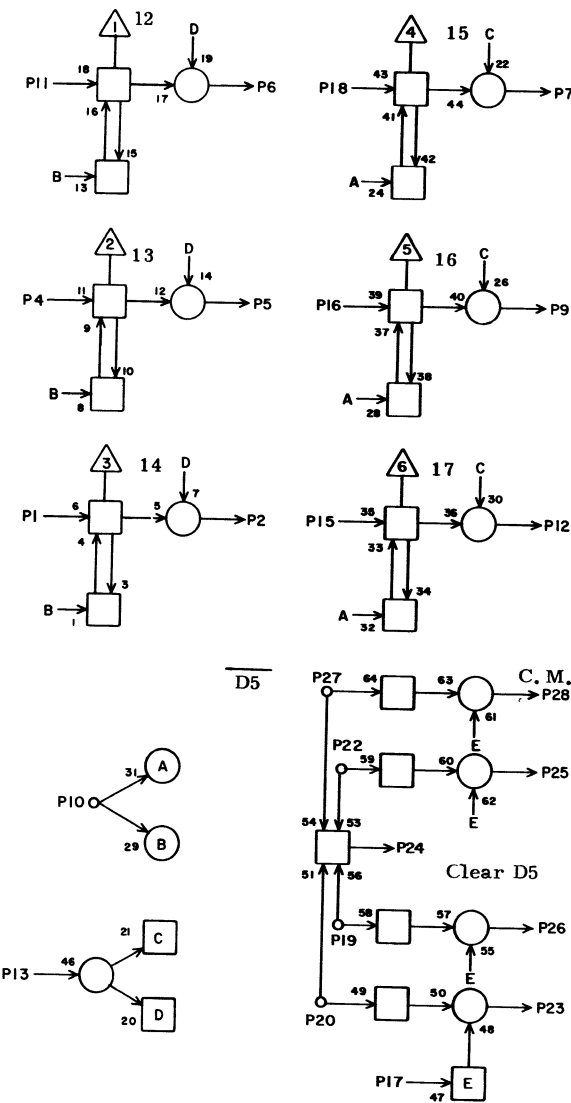 1 12 D 4 15 C
P11 18 17 19 P6 P18 43 44 22 P7
16 15 41 42
B 13 A 24
2 13 D 5 16 C
P4 11 12 14 P5 P16 39 40 26 P9
9 10 37 38
B 8 A 28
3 14 D 6 17 C
P1 6 5 7 P2 P15 35 36 30 P12
4 3 33 34
B 1 A 32
D5 P27 64 63 C. M.
P28
61
P22 59 60 E P25
31 A 62
P10 E
29 B 54 53
P24
51 56
Clear D5
58 57 P26
21 C P19 55
P13 46 E
20 D 49 50 P23
P20 48
P17 47 E